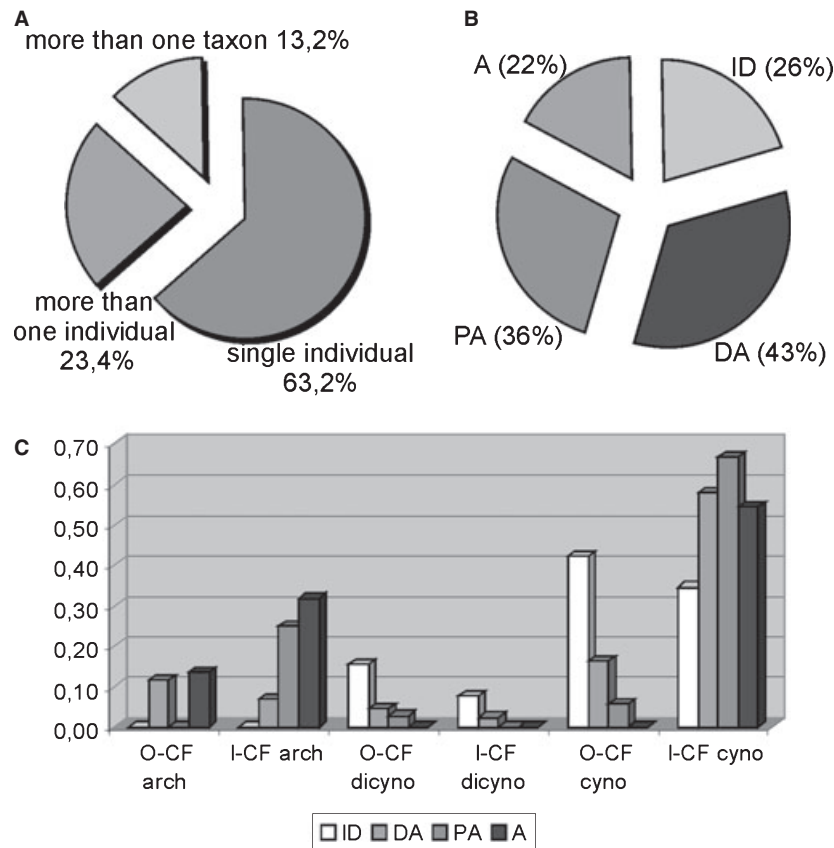 A
more than one taxon 13,2%
more than
one individual
23,4%
single individual
63,2%
B
A (22%)
ID (26%)
PA (36%)
DA (43%)
C
0,70
0,60
0,50
0,40
0,30
0,20
0,10
0,00
O-CF
arch
I-CF arch
O-CF
dicyno
I-CF
dicyno
O-CF
cyno
I-CF cyno
ID DA PA A